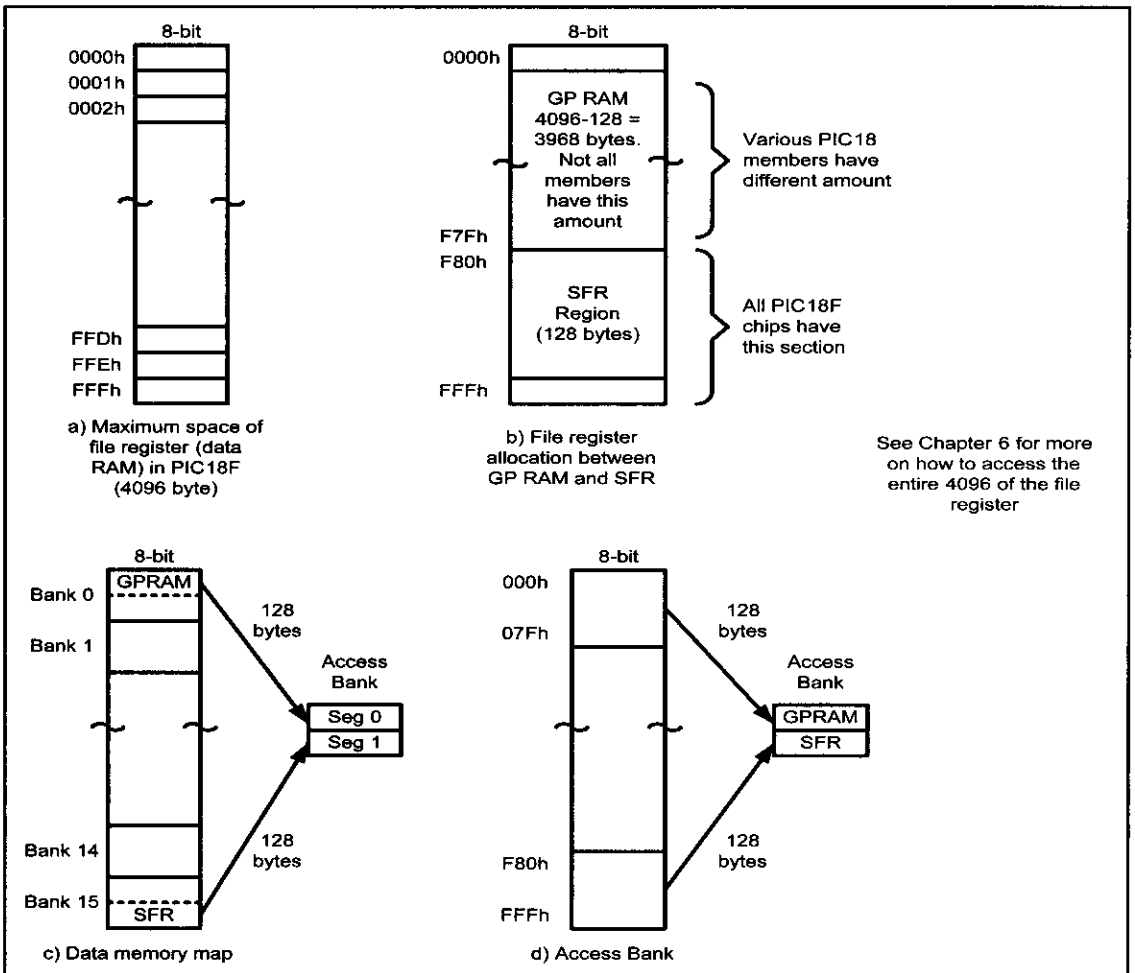 8-bit
0000h
0001h
0002h
FFDh
FFEh
FFFh
a) Maximum space of
file register (data
RAM) in PIC18F
(4096 byte)
8-bit
0000h
GP RAM
4096-128 =
3968 bytes.
Not all
members
have this
amount
F7Fh
F80h
SFR
Region
(128 bytes)
FFFh
Various PIC18
members have
different amount
All PIC18F
chips have
this section
b) File register
allocation between
GP RAM and SFR
See Chapter 6 for more
on how to access the
entire 4096 of the file
register
8-bit
GPRAM
Bank 0
Bank 1
Bank 14
Bank 15
SFR
128
bytes
Access
Bank
Seg 0
Seg 1
128
bytes
c) Data memory map
8-bit
000h
07Fh
F80h
FFFh
128
bytes
Access
Bank
GPRAM
SFR
128
bytes
d) Access Bank